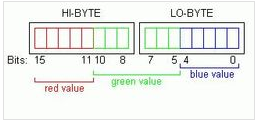 HI-BYTE LO-BYTE
Bits: 15 11 10 8 7 5 4 0
red value green value blue value